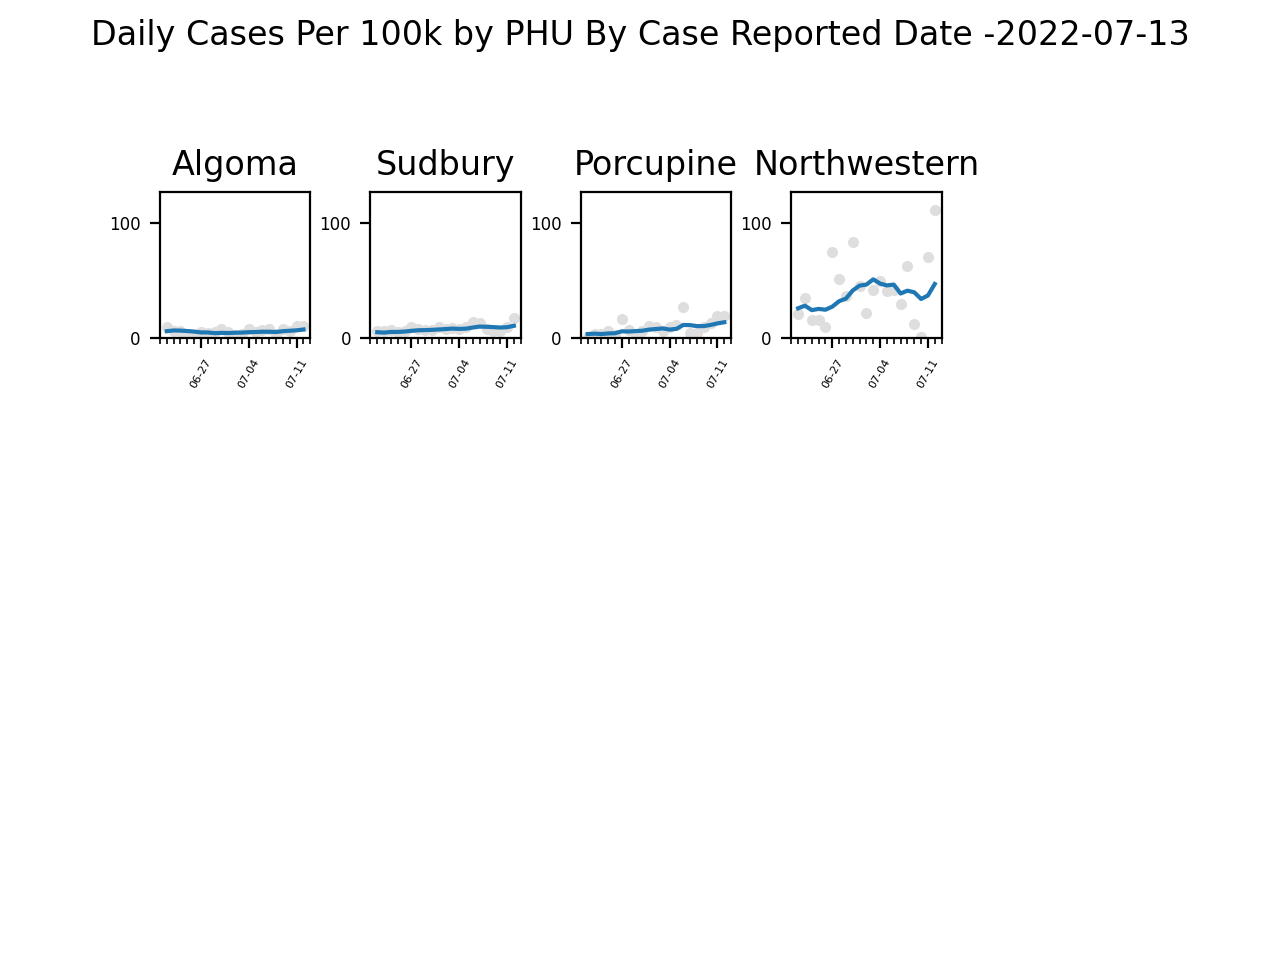 Daily Cases Per 100k by PHU By Case Reported Date -2022-07-13
Algoma Sudbury Porcupine Northwestern
100 100 100 100
0 0 0 0
06-27 07-04 07-11 06-27 07-04 07-11 06-27 07-04 07-11 06-27 07-04 07-11